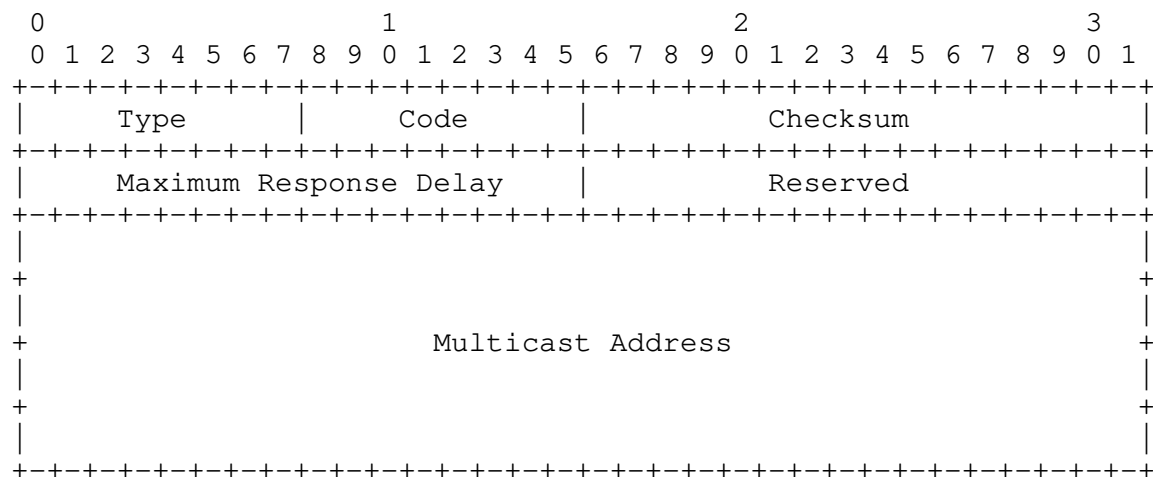 0                   1                   2                   3
 0 1 2 3 4 5 6 7 8 9 0 1 2 3 4 5 6 7 8 9 0 1 2 3 4 5 6 7 8 9 0 1
+-+-+-+-+-+-+-+-+-+-+-+-+-+-+-+-+-+-+-+-+-+-+-+-+-+-+-+-+-+-+-+-+
|     Type      |     Code      |          Checksum             |
+-+-+-+-+-+-+-+-+-+-+-+-+-+-+-+-+-+-+-+-+-+-+-+-+-+-+-+-+-+-+-+-+
|     Maximum Response Delay    |          Reserved             |
+-+-+-+-+-+-+-+-+-+-+-+-+-+-+-+-+-+-+-+-+-+-+-+-+-+-+-+-+-+-+-+-+
|                                                               |
+                                                               +
|                                                               |
+                       Multicast Address                       +
|                                                               |
+                                                               +
|                                                               |
+-+-+-+-+-+-+-+-+-+-+-+-+-+-+-+-+-+-+-+-+-+-+-+-+-+-+-+-+-+-+-+-+